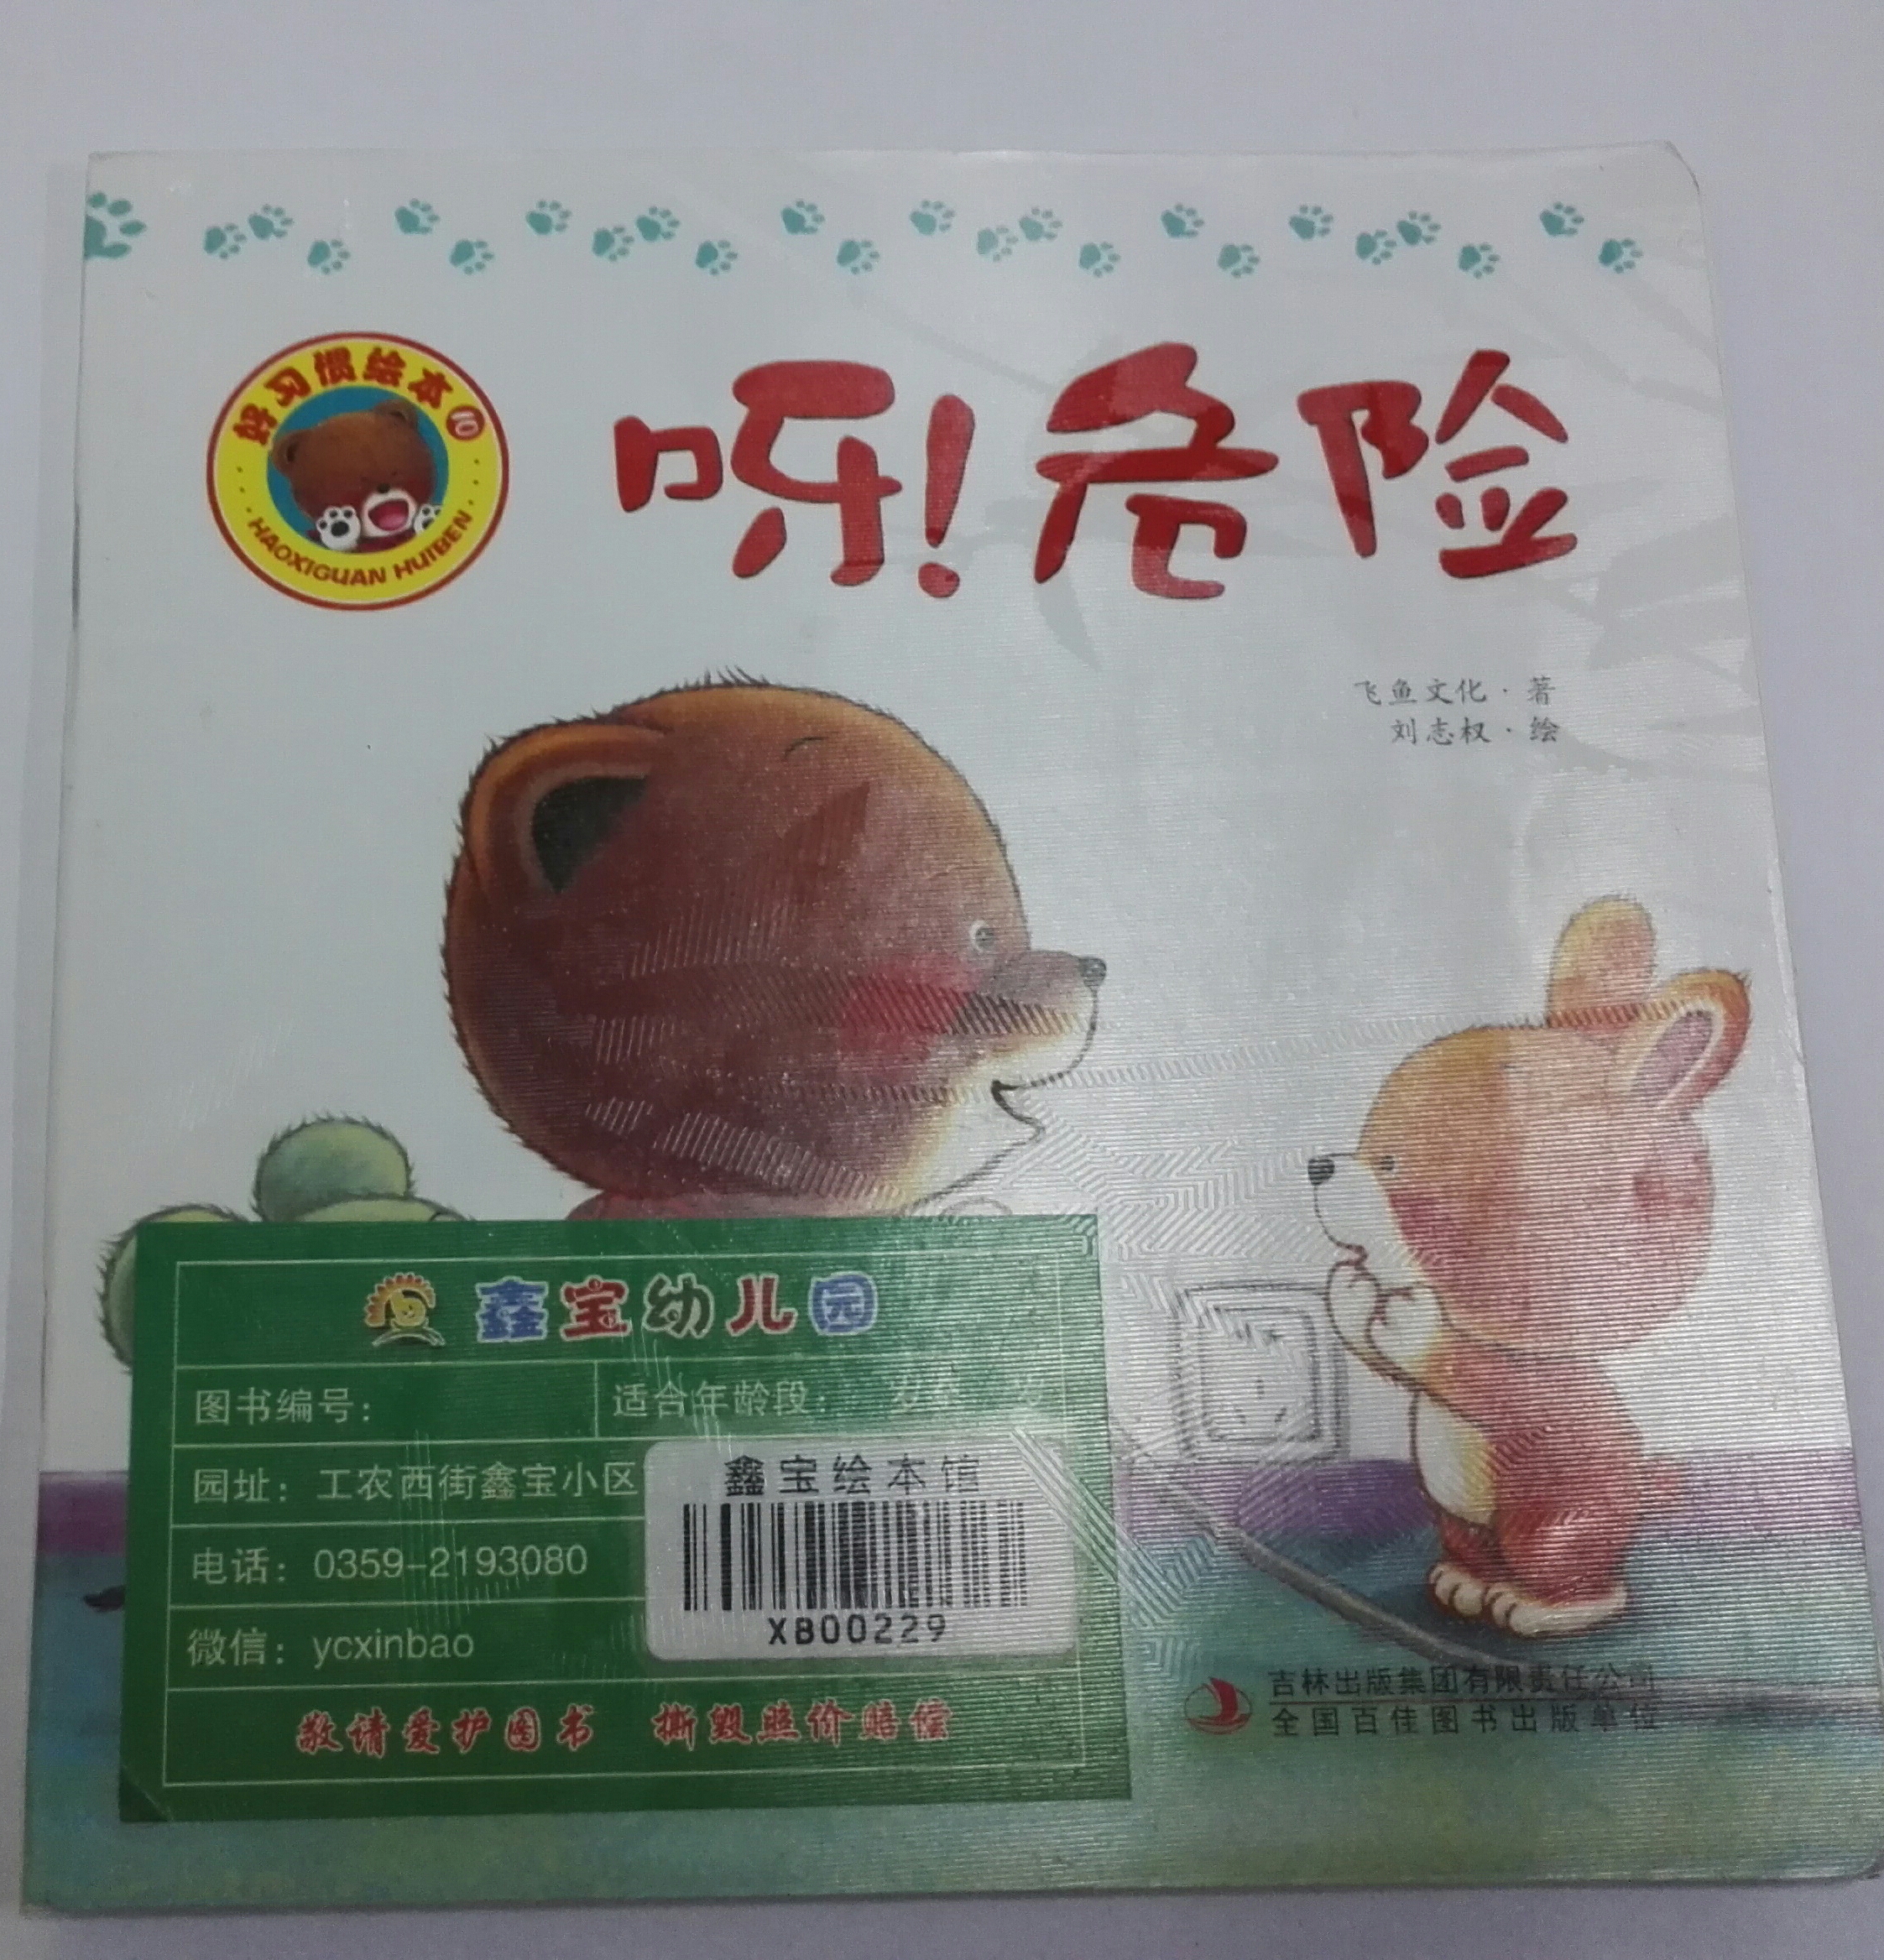 好习惯绘本10
HAOXIGUAN HUIBEN
呀!危险
飞鱼文化·著
刘志权·绘
鑫宝幼儿园
图书编号:
适合年龄段: 岁至 岁
园址: 工农西街鑫宝小区
电话: 0359-2193080
微信: ycxinbao
鑫宝绘本馆
XB00229
敬请爱护图书 撕毁照价赔偿
吉林出版集团有限责任公司
全国百佳图书出版单位